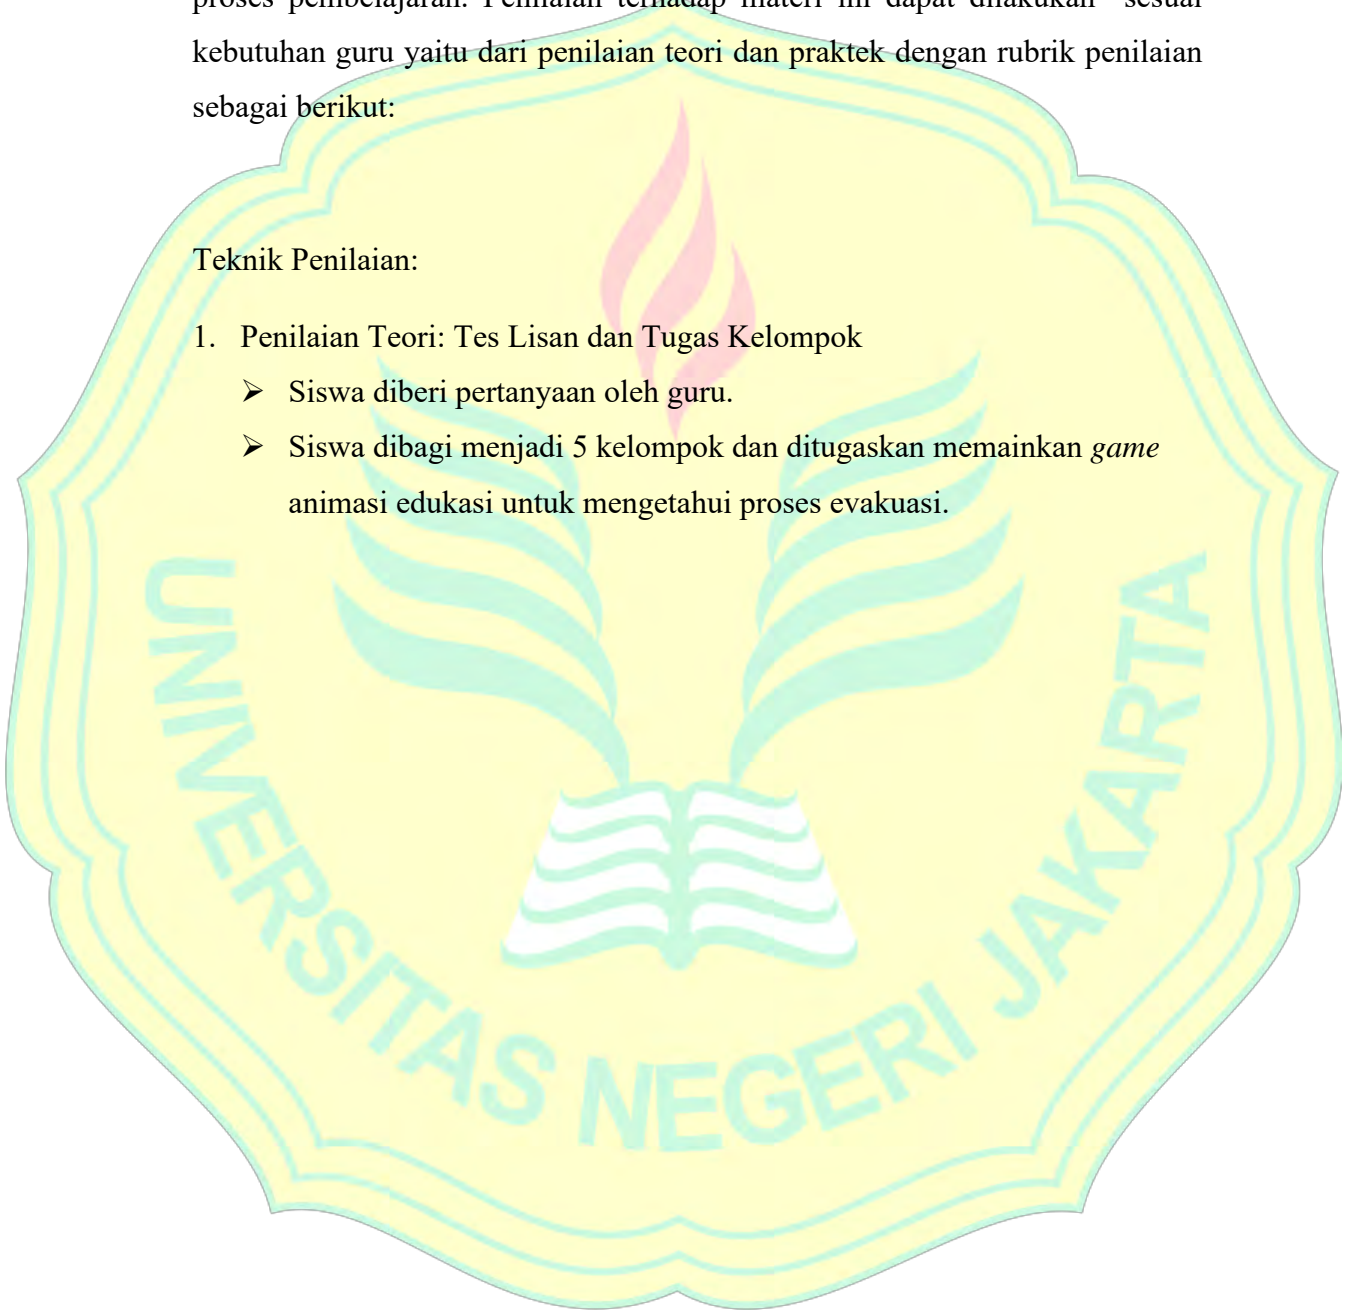 proses pembelajaran. Penilaian terhadap materi ini dapat dilakukan sesuai
kebutuhan guru yaitu dari penilaian teori dan praktek dengan rubrik penilaian
sebagai berikut:
Teknik Penilaian:
1. Penilaian Teori: Tes Lisan dan Tugas Kelompok
➢ Siswa diberi pertanyaan oleh guru.
➢ Siswa dibagi menjadi 5 kelompok dan ditugaskan memainkan game
animasi edukasi untuk mengetahui proses evakuasi.
UNIVERSITAS NEGERI JAKARTA